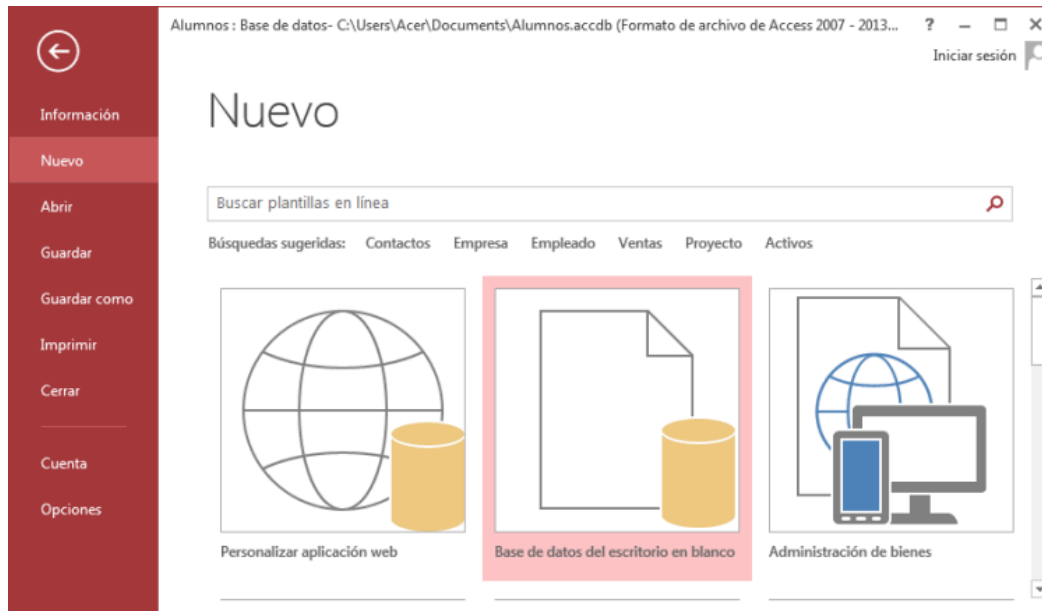 Alumnos : Base de datos- C:\Users\Acer\Documents\Alumnos.accdb (Formato de archivo de Access 2007 - 2013... ?
Iniciar sesión
Información
Nuevo
Abrir
Guardar
Guardar como
Imprimir
Cerrar
Cuenta
Opciones
Nuevo
Buscar plantillas en línea
Búsquedas sugeridas: Contactos Empresa Empleado Ventas Proyecto Activos
Personalizar aplicación web
Base de datos del escritorio en blanco
Administración de bienes